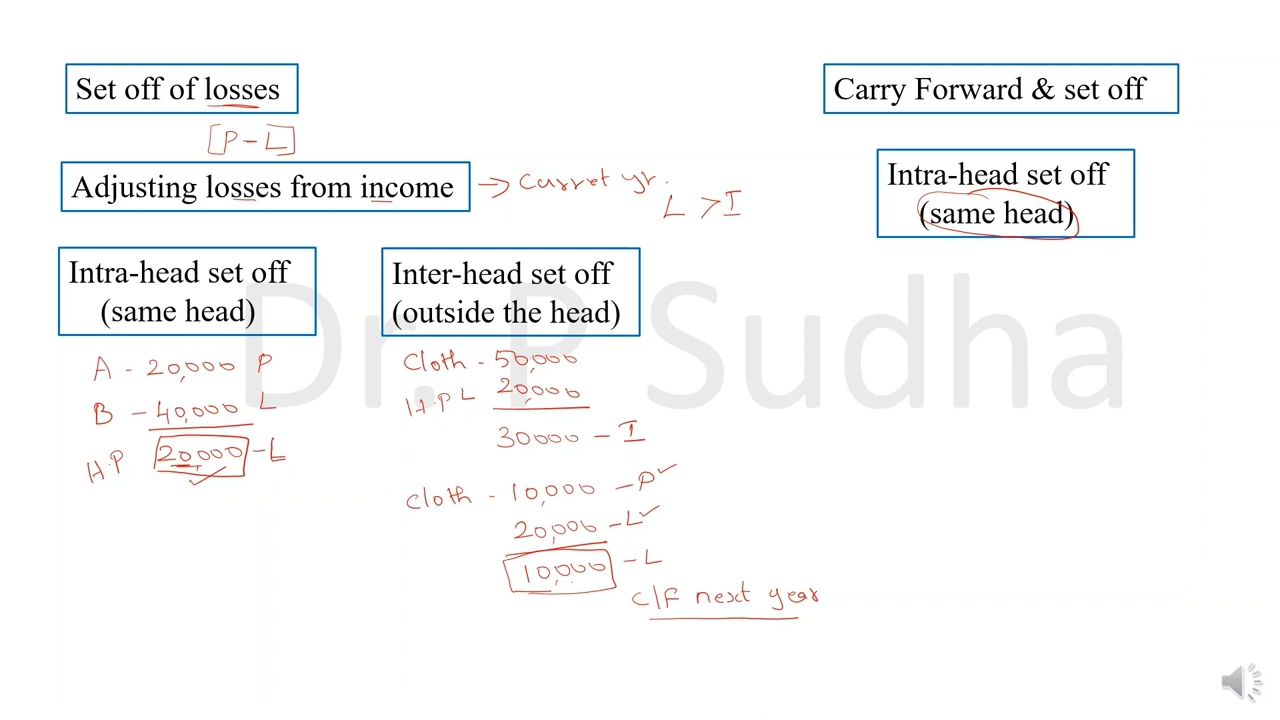 Set off of losses
[P - L]
Adjusting losses from income
→ Curret yr.
L > I
Intra-head set off
(same head)
A - 20,000 P
B - 40,000 L
H.P 20,000 - L
Inter-head set off
(outside the head)
Cloth - 50,000
H.P L 20,000
30000 - I
Cloth - 10,000 - P ✓
20,000 - L ✓
10,000 - L
C/F next year
Carry Forward & set off
Intra-head set off
(same head)
Dr. P Sudha